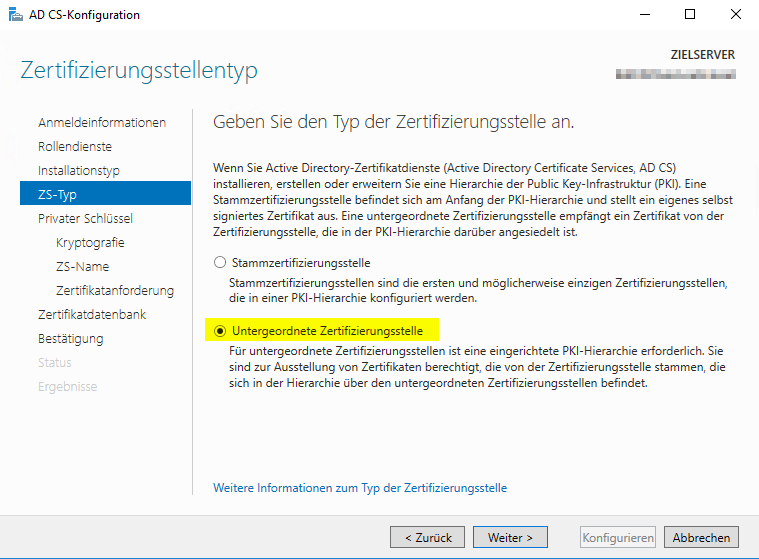 AD CS-Konfiguration
Zertifizierungsstellentyp
ZIELSERVER
Anmeldeinformationen
Rollendienste
Installationstyp
ZS-Typ
Privater Schlüssel
Kryptografie
ZS-Name
Zertifikatanforderung
Zertifikatdatenbank
Bestätigung
Status
Ergebnisse
Geben Sie den Typ der Zertifizierungsstelle an.
Wenn Sie Active Directory-Zertifikatdienste (Active Directory Certificate Services, AD CS)
installieren, erstellen oder erweitern Sie eine Hierarchie der Public Key-Infrastruktur (PKI). Eine
Stammzertifizierungsstelle befindet sich am Anfang der PKI-Hierarchie und stellt ein eigenes selbst
signiertes Zertifikat aus. Eine untergeordnete Zertifizierungsstelle empfängt ein Zertifikat von der
Zertifizierungsstelle, die in der PKI-Hierarchie darüber angesiedelt ist.
Stammzertifizierungsstelle
Stammzertifizierungsstellen sind die ersten und möglicherweise einzigen Zertifizierungsstellen,
die in einer PKI-Hierarchie konfiguriert werden.
Untergeordnete Zertifizierungsstelle
Für untergeordnete Zertifizierungsstellen ist eine eingerichtete PKI-Hierarchie erforderlich. Sie
sind zur Ausstellung von Zertifikaten berechtigt, die von der Zertifizierungsstelle stammen, die
sich in der Hierarchie über den untergeordneten Zertifizierungsstellen befindet.
Weitere Informationen zum Typ der Zertifizierungsstelle
< Zurück
Weiter >
Konfigurieren
Abbrechen